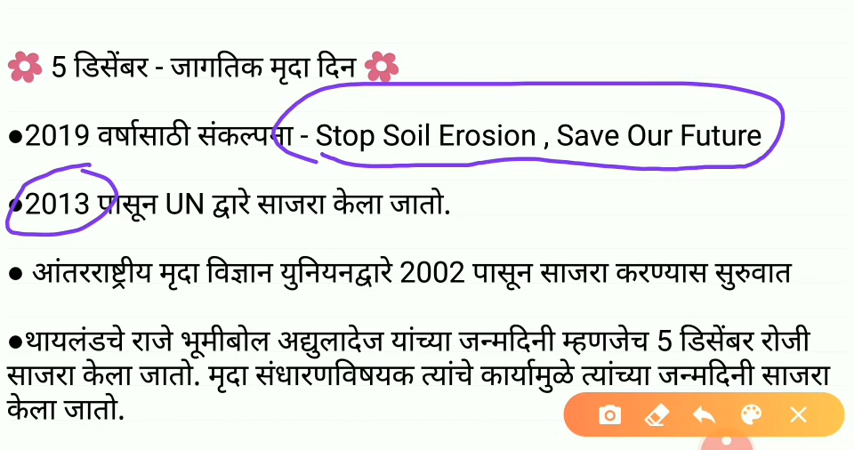 🌸 5 डिसेंबर - जागतिक मृदा दिन 🌸
●2019 वर्षासाठी संकल्पना - Stop Soil Erosion , Save Our Future
●2013 पासून UN द्वारे साजरा केला जातो.
● आंतरराष्ट्रीय मृदा विज्ञान युनियनद्वारे 2002 पासून साजरा करण्यास सुरुवात
●थायलंडचे राजे भूमीबोल अद्युलादेज यांच्या जन्मदिनी म्हणजेच 5 डिसेंबर रोजी
साजरा केला जातो. मृदा संधारणविषयक त्यांचे कार्यामुळे त्यांच्या जन्मदिनी साजरा
केला जातो.